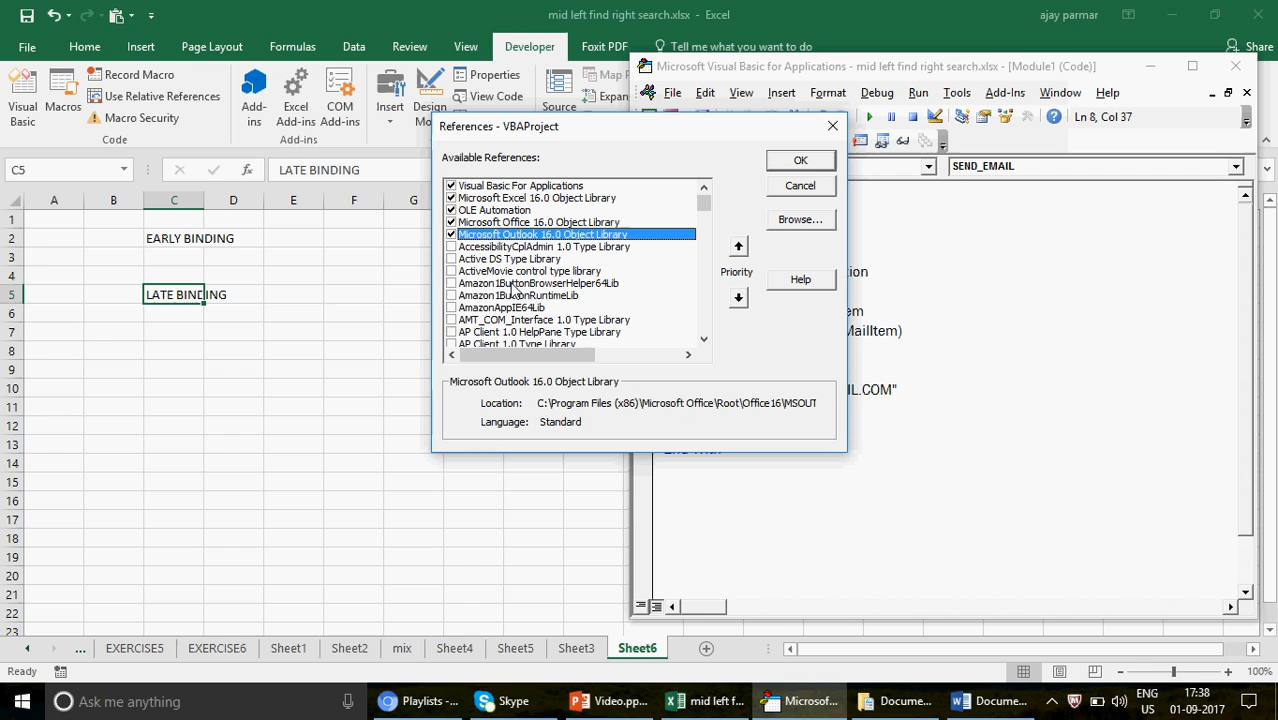 mid left find right search.xlsx - Excel
ajay parmar
File Home Insert Page Layout Formulas Data Review View Developer Foxit PDF Tell me what you want to do Share
Visual Basic
Macros
Record Macro
Use Relative References
Macro Security
Code
Add-ins
Excel Add-ins
COM Add-ins
Add-ins
Insert
Design
Properties
View Code
Source
Map
Expan
C5
LATE BINDING
A B C D E F G
1
2 EARLY BINDING
3
4
5 LATE BINDING
6
7
8
9
10
11
12
13
14
15
16
17
18
19
20
21
22
23
Microsoft Visual Basic for Applications - mid left find right search.xlsx - [Module1 (Code)]
File Edit View Insert Format Debug Run Tools Add-Ins Window Help
Ln 8, Col 37
SEND_EMAIL
MailItem)
IL.COM"
End With
References - VBAProject
Available References:
Visual Basic For Applications
Microsoft Excel 16.0 Object Library
OLE Automation
Microsoft Office 16.0 Object Library
Microsoft Outlook 16.0 Object Library
AccessibilityCplAdmin 1.0 Type Library
Active DS Type Library
ActiveMovie control type library
Amazon1ButtonBrowserHelper64Lib
Amazon1ButtonRuntimeLib
AmazonAppIE64Lib
AMT_COM_Interface 1.0 Type Library
AP Client 1.0 HelpPane Type Library
AP Client 1.0 Type Library
OK
Cancel
Browse...
Priority
Help
Microsoft Outlook 16.0 Object Library
Location: C:\Program Files (x86)\Microsoft Office\Root\Office16\MSOUT
Language: Standard
... EXERCISE5 EXERCISE6 Sheet1 Sheet2 mix Sheet4 Sheet5 Sheet3 Sheet6
Ready
100%
Ask me anything
Playlists - ...
Skype
Video.pp...
mid left f...
Microsof...
Docume...
Docume...
ENG
US
17:38
01-09-2017